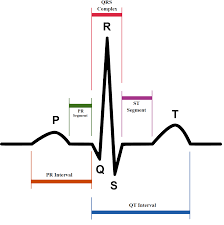 QRS
Complex
R
P
PR
Segment
ST
Segment
T
Q
S
PR Interval
QT Interval